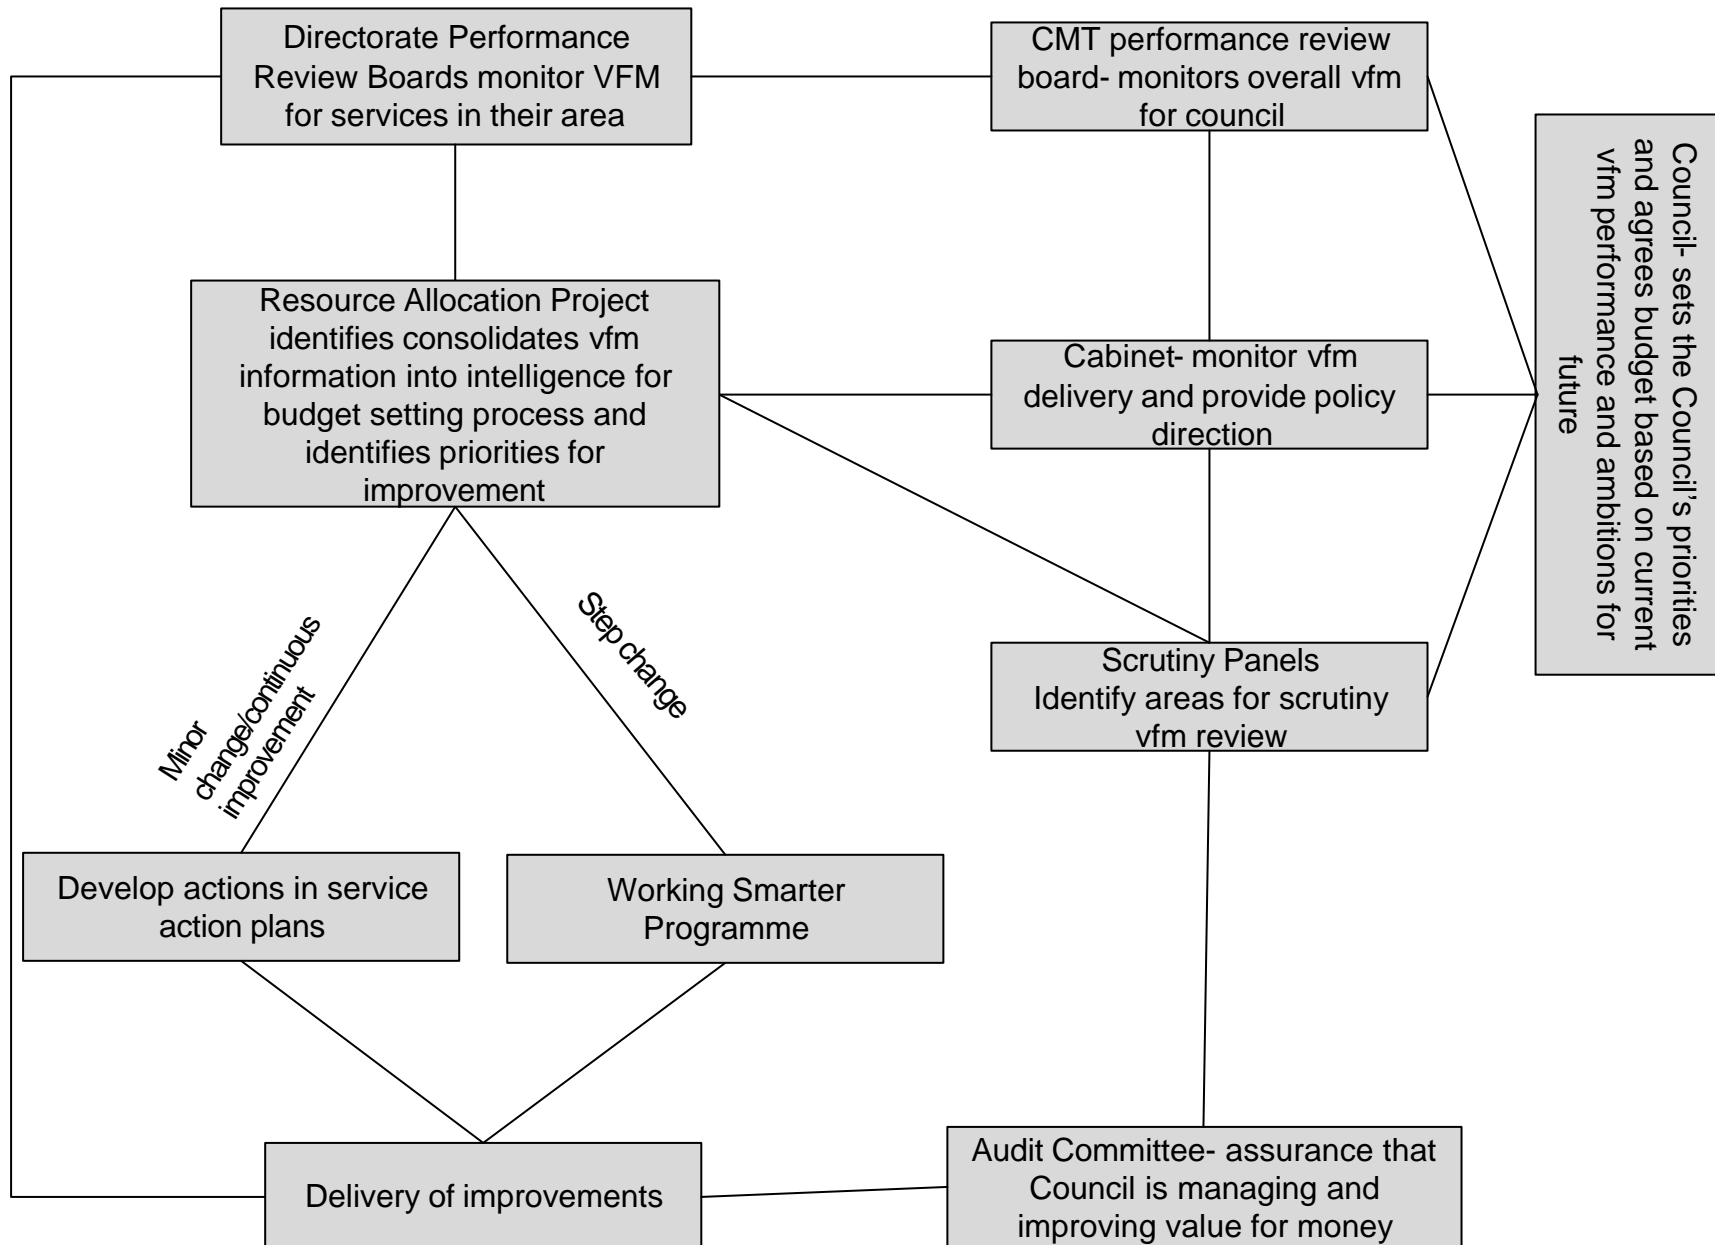 Directorate Performance
Review Boards monitor VFM
for services in their area
CMT performance review
board- monitors overall vfm
for council
Council- sets the Council’s priorities
and agrees budget based on current
vfm performance and ambitions for
future
Resource Allocation Project
identifies consolidates vfm
information into intelligence for
budget setting process and
identifies priorities for
improvement
Cabinet- monitor vfm
delivery and provide policy
direction
Scrutiny Panels
Identify areas for scrutiny
vfm review
Minor
change/continuous
improvement
Step change
Develop actions in service
action plans
Working Smarter
Programme
Delivery of improvements
Audit Committee- assurance that
Council is managing and
improving value for money